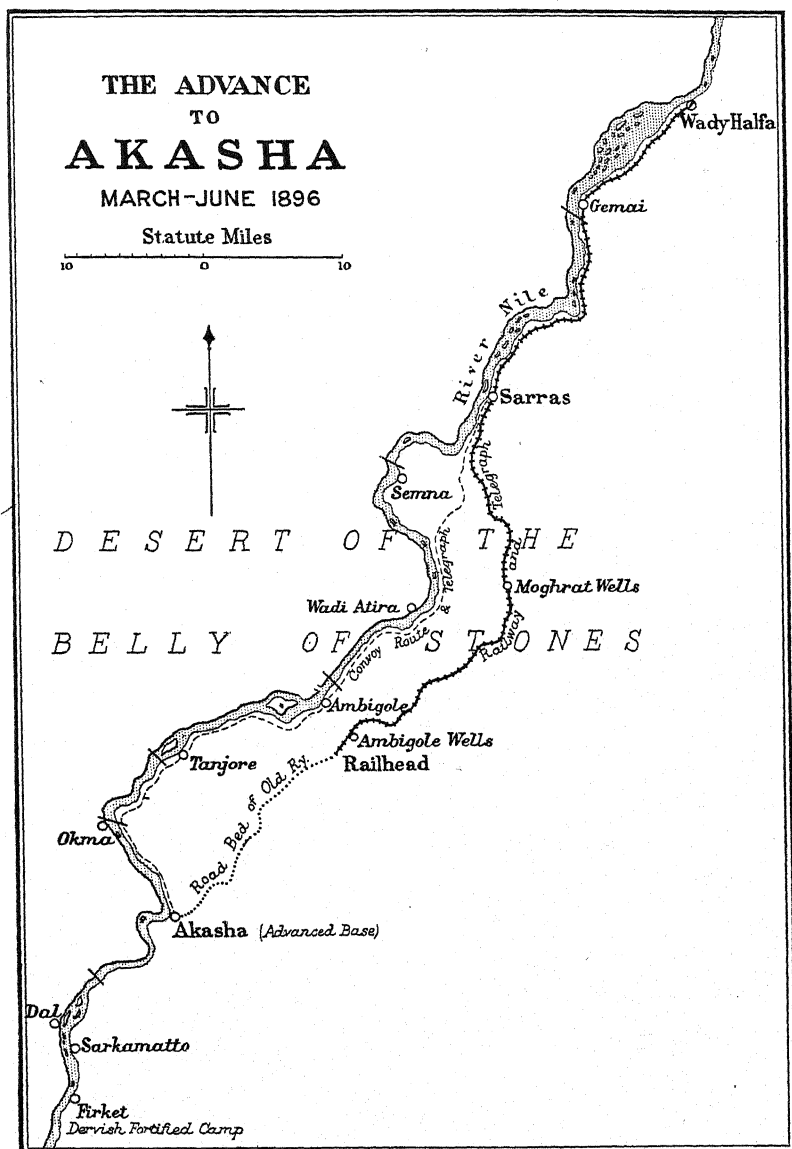 THE ADVANCE
TO
AKASHA
MARCH-JUNE 1896
Statute Miles
10 0 10
Wady Halfa
Gemai
River Nile
Sarras
Semna
Telegraph
DESERT OF THE
and
& Telegraph
Moghrat Wells
Wadi Atira
Route
BELLY OF STONES
Railway
Convoy
Ambigole
Ambigole Wells
Tanjore
Railhead
Road Bed of Old Ry.
Okma
Akasha (Advanced Base)
Dal
Sarkamatto
Firket
Dervish Fortified Camp